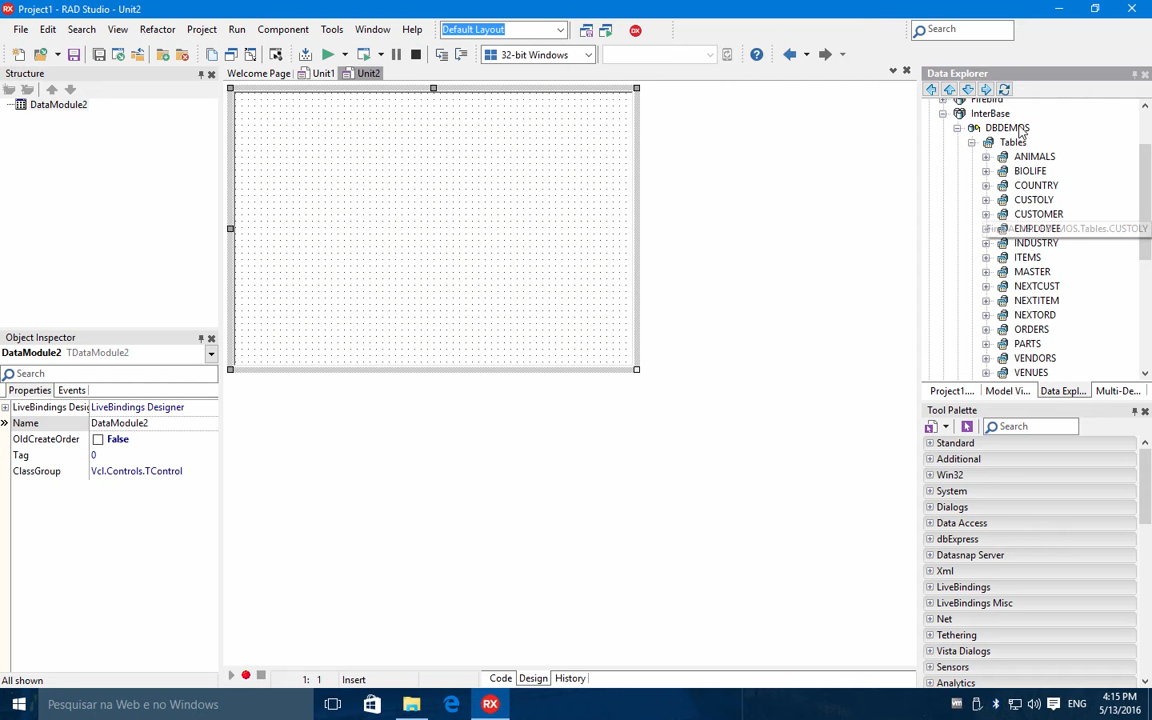 Project1 - RAD Studio - Unit2
File Edit Search View Refactor Project Run Component Tools Window Help Default Layout Search
32-bit Windows
Structure
Welcome Page Unit1 Unit2
DataModule2
Data Explorer
Firebird
InterBase
DBDEMOS
Tables
ANIMALS
BIOLIFE
COUNTRY
CUSTOLY
CUSTOMER
EMPLOYEE
INDUSTRY
ITEMS
MASTER
NEXTCUST
NEXTITEM
NEXTORD
ORDERS
PARTS
VENDORS
VENUES
Project1... Model Vi... Data Expl... Multi-De...
Object Inspector
DataModule2 TDataModule2
Search
Properties Events
LiveBindings Desig LiveBindings Designer
Name DataModule2
OldCreateOrder False
Tag 0
ClassGroup Vcl.Controls.TControl
All shown
Tool Palette
Search
Standard
Additional
Win32
System
Dialogs
Data Access
dbExpress
Datasnap Server
Xml
LiveBindings
LiveBindings Misc
Net
Tethering
Vista Dialogs
Sensors
Analytics
1: 1 Insert Code Design History
Pesquisar na Web e no Windows
RX
ENG
4:15 PM
5/13/2016